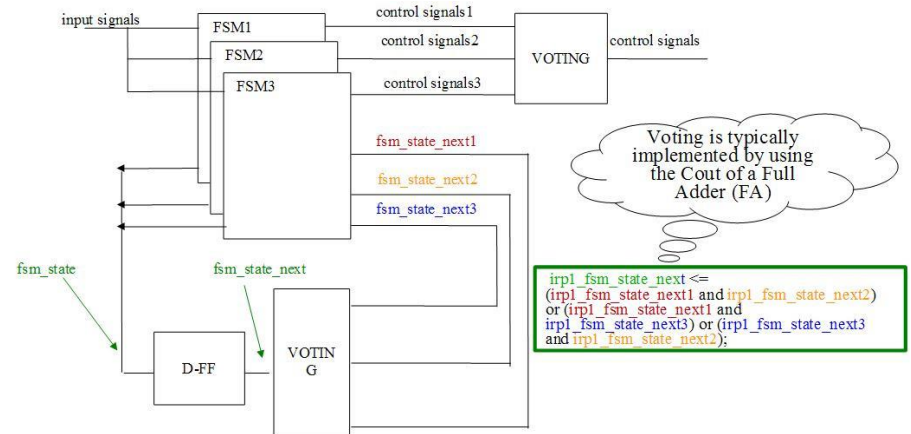 input signals
FSM1
FSM2
FSM3
control signals1
control signals2
control signals3
VOTING
control signals
fsm_state_next1
fsm_state_next2
fsm_state_next3
Voting is typically
implemented by using
the Cout of a Full
Adder (FA)
fsm_state
fsm_state_next
D-FF
VOTIN
G
irp1_fsm_state_next <=
(irp1_fsm_state_next1 and irp1_fsm_state_next2)
or (irp1_fsm_state_next1 and
irp1_fsm_state_next3) or (irp1_fsm_state_next3
and irp1_fsm_state_next2);